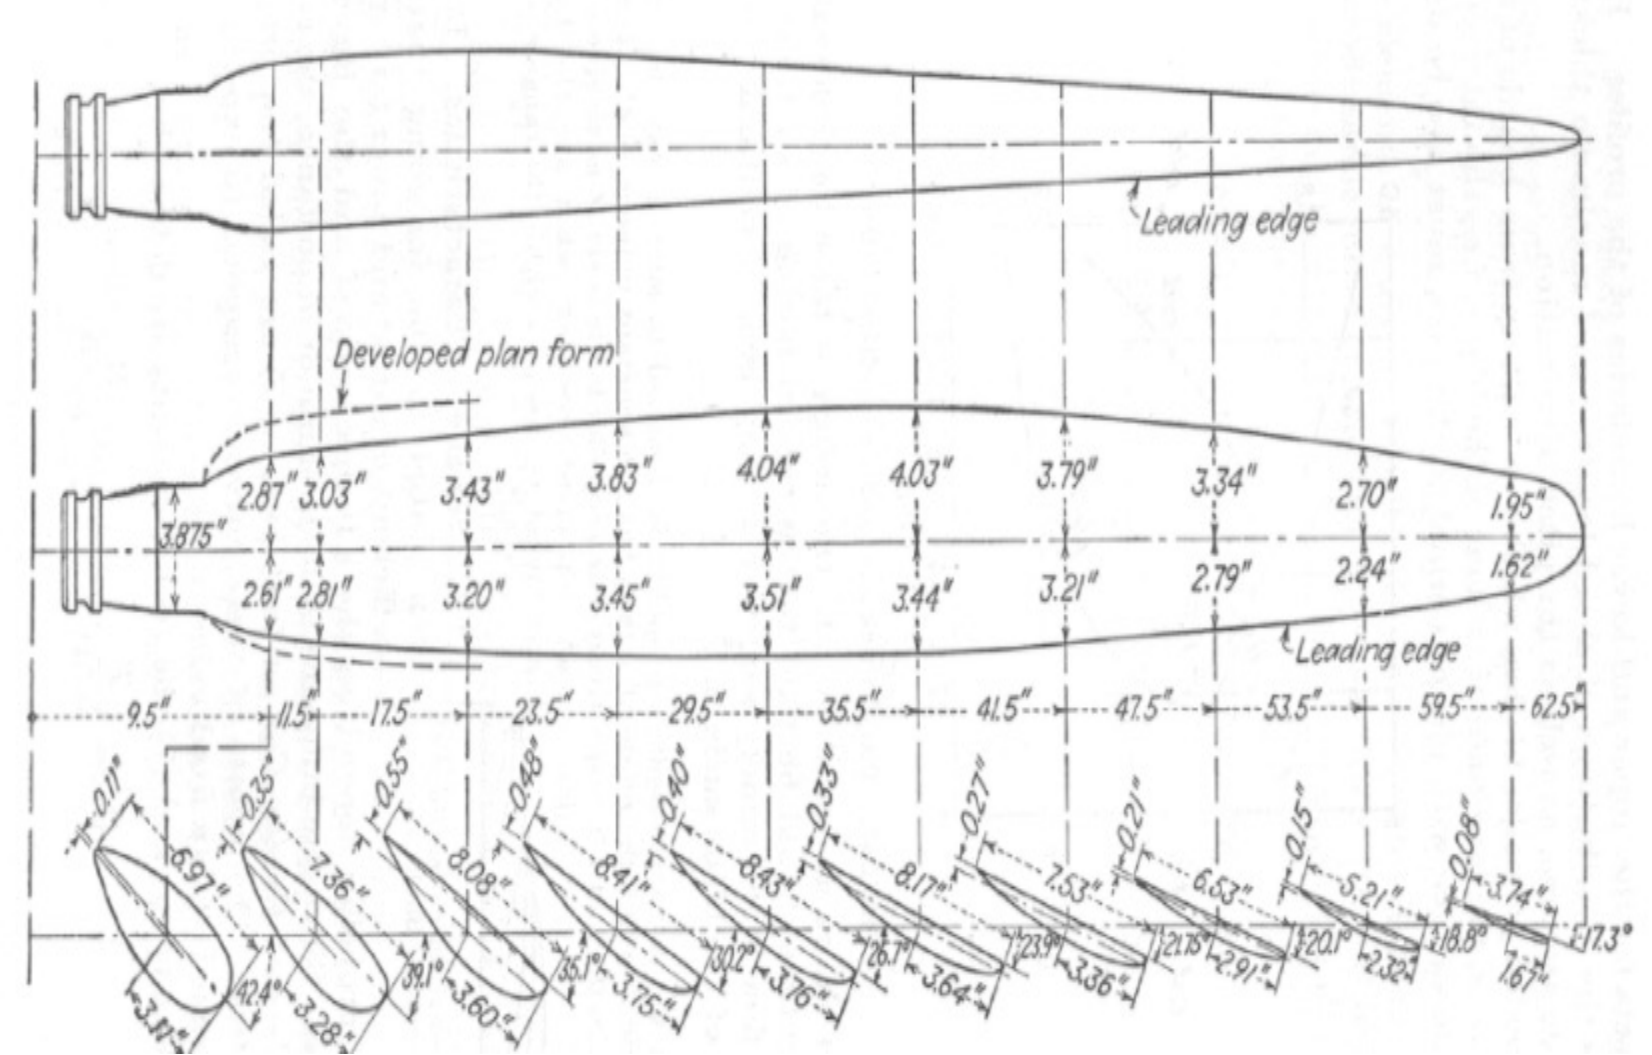 Leading edge
Developed plan form
2.87" 3.03" 3.43" 3.83" 4.04" 4.03" 3.79" 3.34" 2.70" 1.95"
3.875"
2.61" 2.81" 3.20" 3.45" 3.51" 3.44" 3.21" 2.79" 2.24" 1.62"
Leading edge
9.5" 11.5" 17.5" 23.5" 29.5" 35.5" 41.5" 47.5" 53.5" 59.5" 62.5"
0.11" 0.35" 0.55" 0.48" 0.40" 0.33" 0.27" 0.21" 0.15" 0.08"
6.97" 7.36" 8.08" 8.41" 8.43" 8.17" 7.53" 6.53" 5.21" 3.74"
42.4° 39.1° 30.2° 26.7° 23.9° 20.1° 18.8° 17.3°
3.28" 3.60" 3.75" 3.76" 3.64" 3.36" 2.91" 2.32" 1.67"